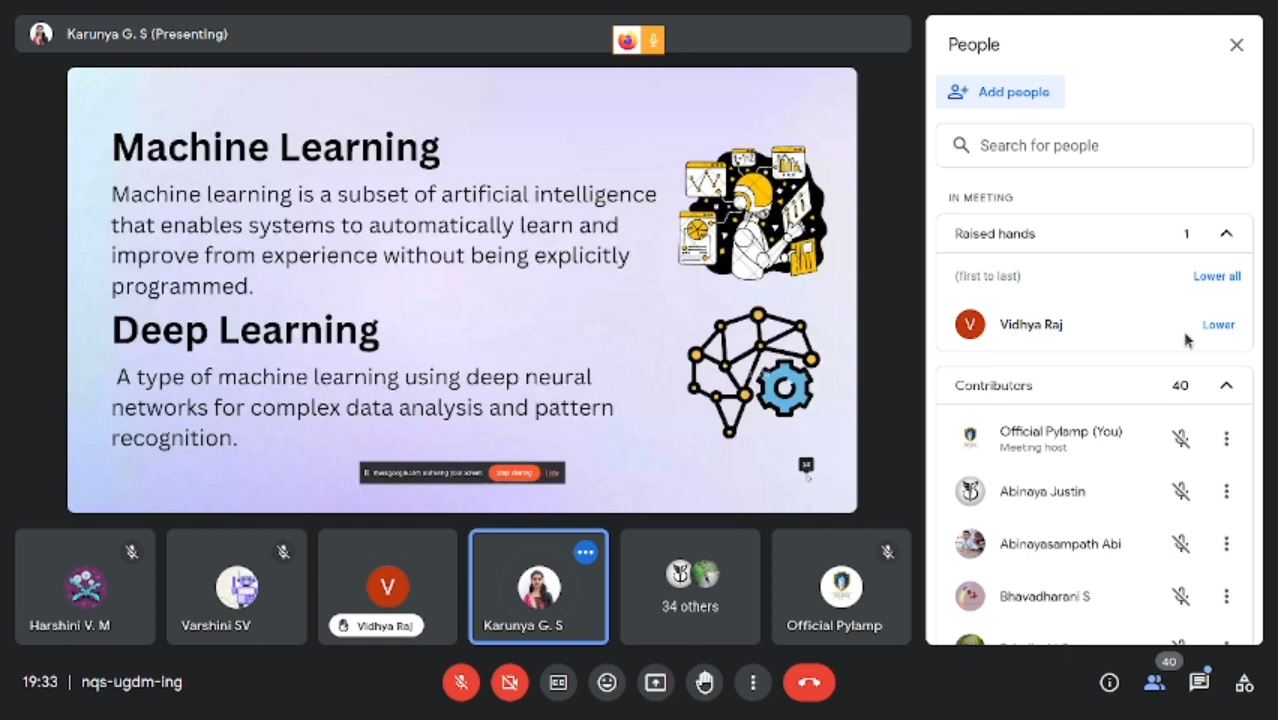 Karunya G. S (Presenting)
Machine Learning
Machine learning is a subset of artificial intelligence
that enables systems to automatically learn and
improve from experience without being explicitly
programmed.
Deep Learning
A type of machine learning using deep neural
networks for complex data analysis and pattern
recognition.
Stop sharing
Hide
Harshini V. M
Varshini SV
V
Vidhya Raj
Karunya G. S
34 others
Official Pylamp
19:33 | nqs-ugdm-ing
People
Add people
Search for people
IN MEETING
Raised hands 1
(first to last) Lower all
V Vidhya Raj Lower
Contributors 40
Official Pylamp (You)
Meeting host
Abinaya Justin
Abinayasampath Abi
Bhavadharani S
40